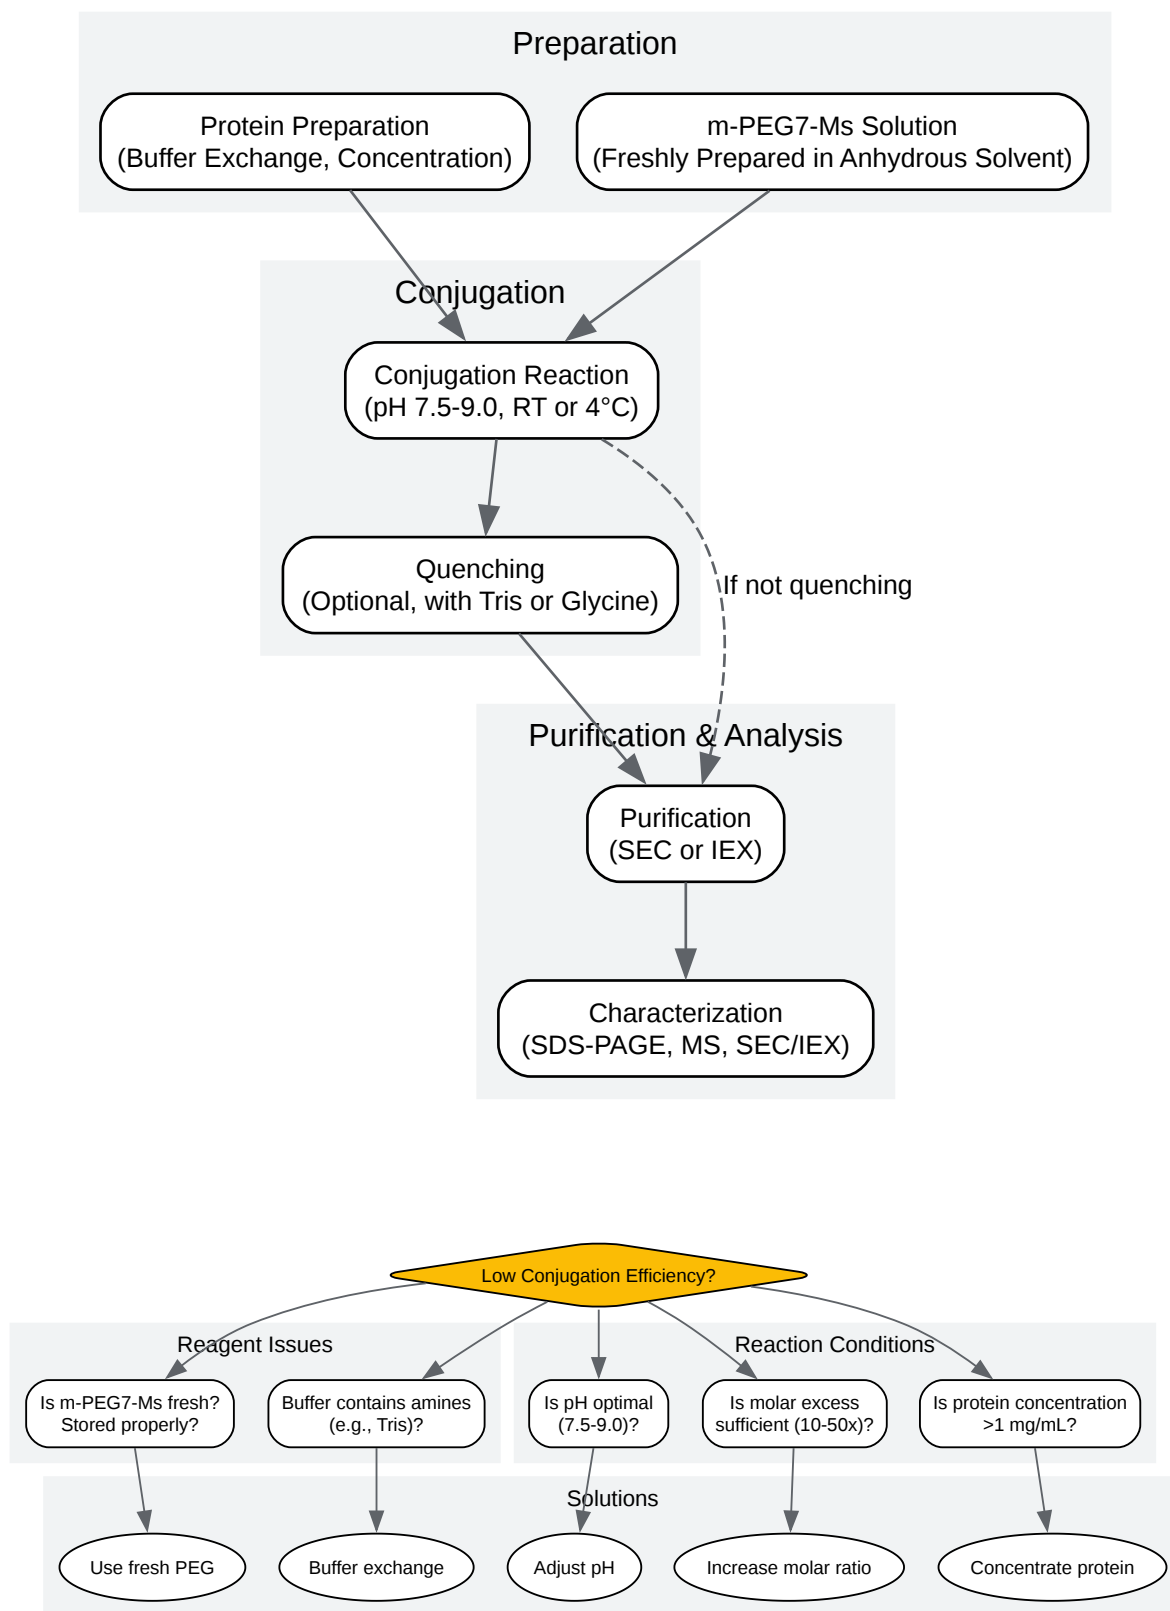 Preparation
Protein Preparation
(Buffer Exchange, Concentration)
m-PEG7-Ms Solution
(Freshly Prepared in Anhydrous Solvent)
Conjugation
Conjugation Reaction
(pH 7.5-9.0, RT or 4°C)
Quenching
(Optional, with Tris or Glycine)
If not quenching
Purification & Analysis
Purification
(SEC or IEX)
Characterization
(SDS-PAGE, MS, SEC/IEX)
Low Conjugation Efficiency?
Reagent Issues
Reaction Conditions
Is m-PEG7-Ms fresh?
Stored properly?
Buffer contains amines
(e.g., Tris)?
Is pH optimal
(7.5-9.0)?
Is molar excess
sufficient (10-50x)?
Is protein concentration
>1 mg/mL?
Solutions
Use fresh PEG
Buffer exchange
Adjust pH
Increase molar ratio
Concentrate protein